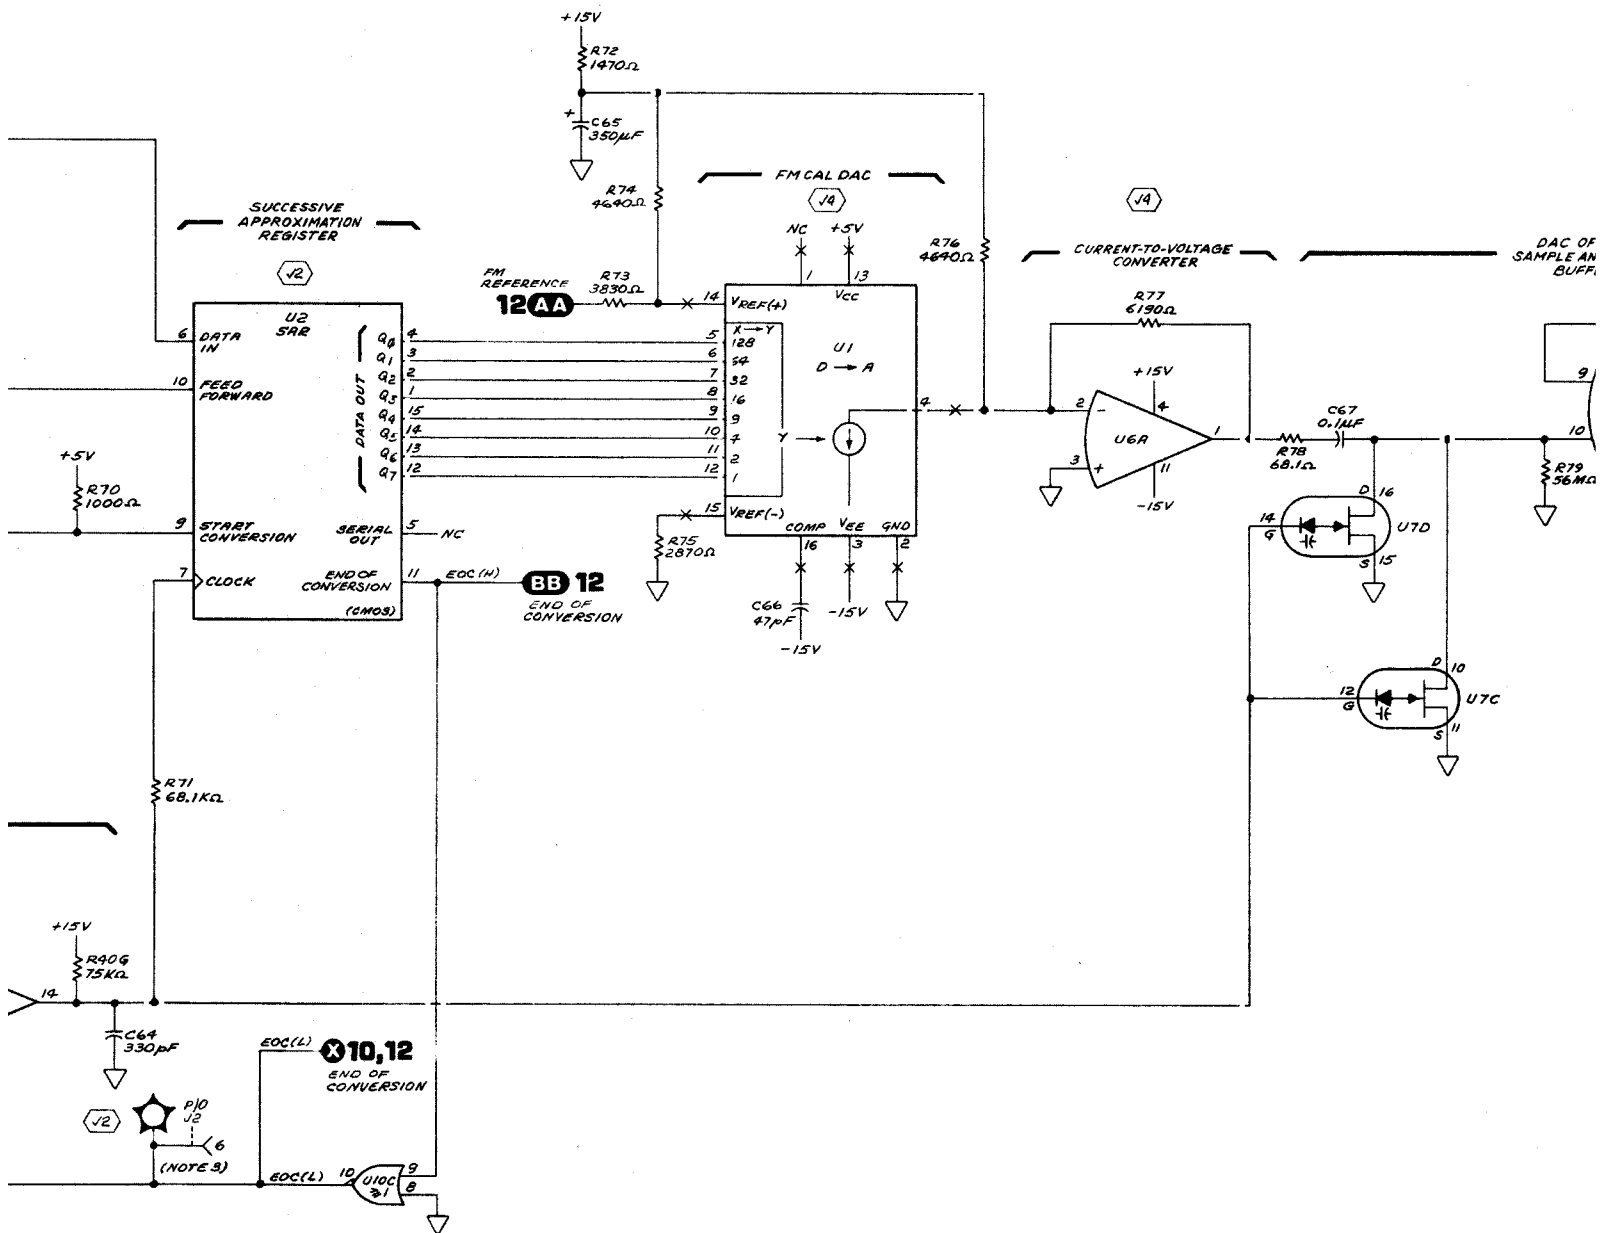 +15V
R72
1470Ω
+
C65
350µF
R74
4640Ω
FM CAL DAC
J4
NC
+5V
1
13
R76
4640Ω
J4
CURRENT-TO-VOLTAGE
CONVERTER
DAC OF
SAMPLE AN
BUFF
SUCCESSIVE
APPROXIMATION
REGISTER
J2
FM
REFERENCE
12 AA
R73
3830Ω
14
VREF(+)
VCC
R77
6190Ω
U2
SAR
6
DATA
IN
10
FEED
FORWARD
DATA OUT
Q0 4
Q1 3
Q2 2
Q3 1
Q4 15
Q5 14
Q6 13
Q7 12
X→Y
5 128
6 64
7 32
8 16
9 9
10 4
11 2
12 1
U1
D → A
Y
4
+15V
2
−
4
U6A
1
3
+
11
-15V
R78
68.1Ω
C67
0.1µF
9
10
R79
56MΩ
+5V
R70
1000Ω
9
START
CONVERSION
SERIAL
OUT
5
NC
7
CLOCK
END OF
CONVERSION
11
EOC(H)
BB 12
END OF
CONVERSION
(CMOS)
15
VREF(-)
R75
2870Ω
COMP
VEE
GND
16
3
2
C66
47pF
-15V
-15V
D
16
14
G
U7D
S
15
D
10
12
G
U7C
S
11
R71
68.1KΩ
+15V
R40G
75KΩ
14
C64
330pF
EOC(L)
X 10,12
END OF
CONVERSION
J2
P/O
J2
6
(NOTE 3)
EOC(L)
10
U10C
≥1
9
8